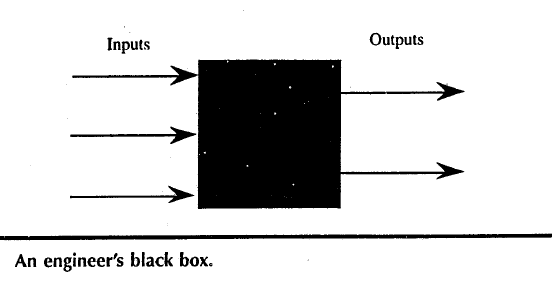 Inputs
Outputs
An engineer's black box.